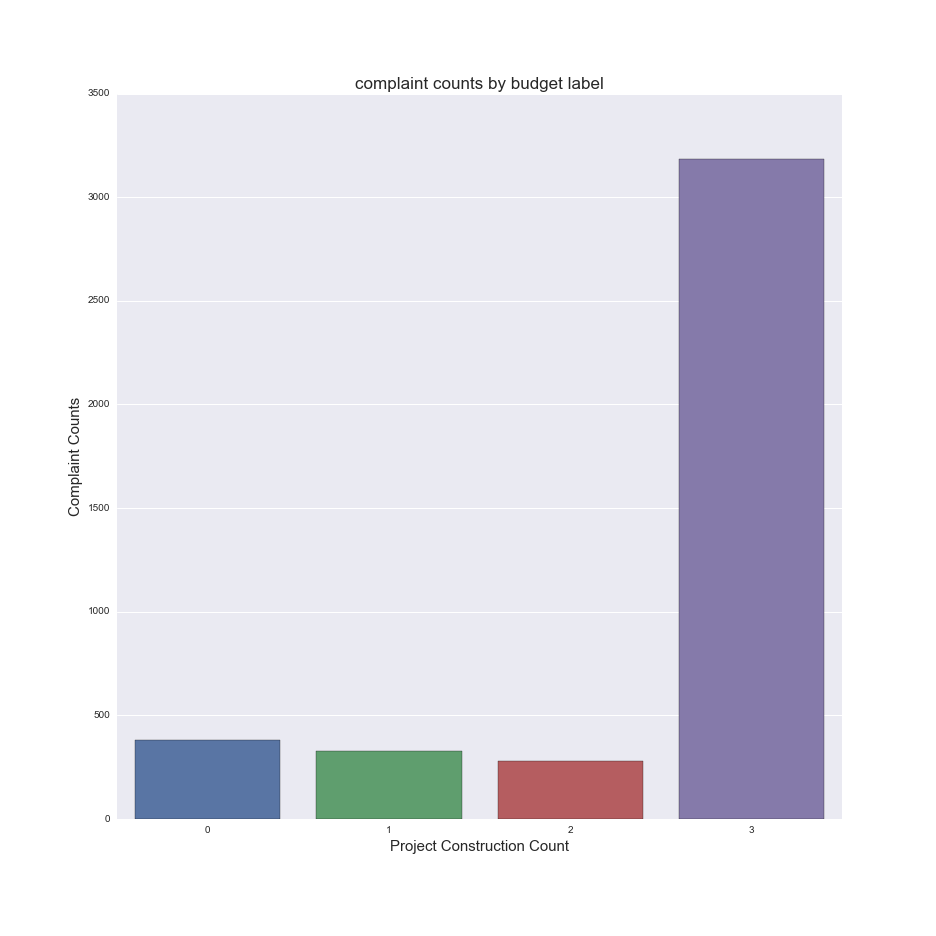 complaint counts by budget label
3500
3000
2500
2000
1500
1000
500
0
Complaint Counts
0 1 2 3
Project Construction Count